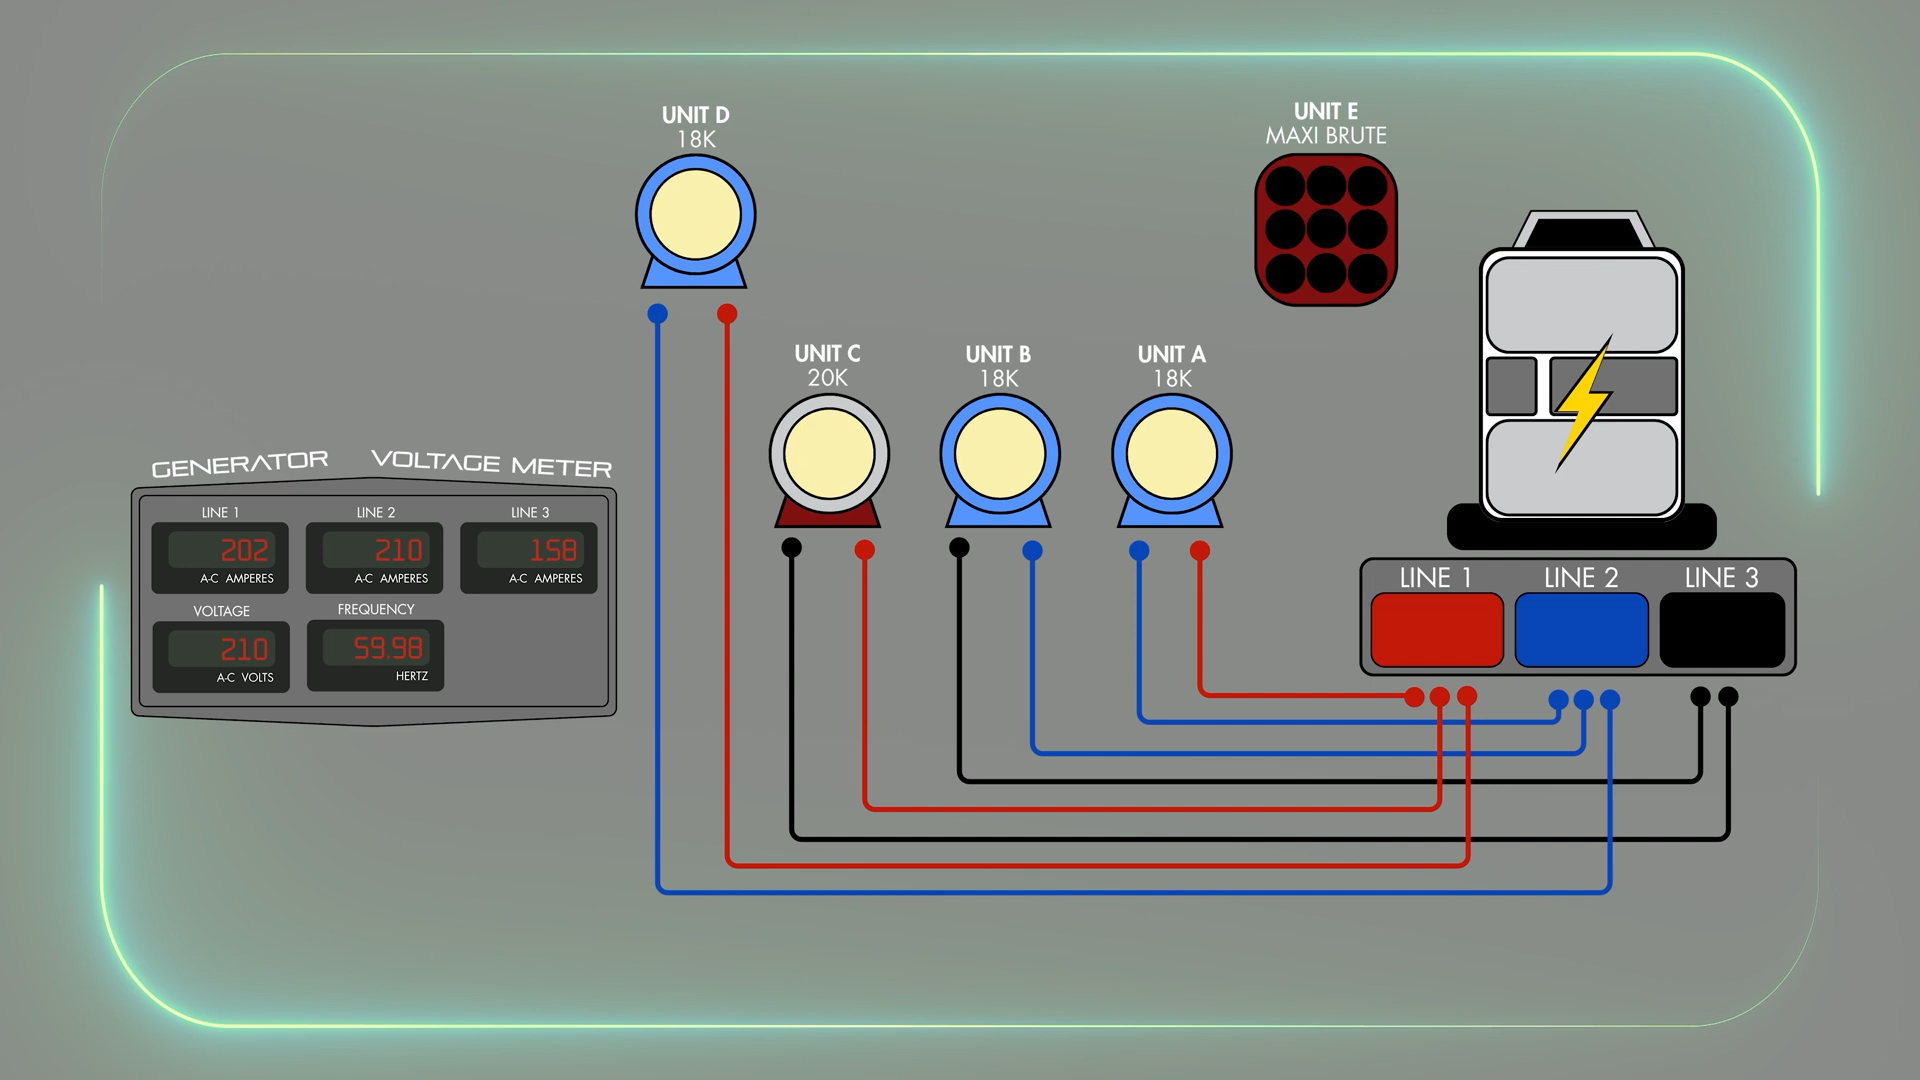 UNIT D
18K
UNIT E
MAXI BRUTE
UNIT C
20K
UNIT B
18K
UNIT A
18K
GENERATOR VOLTAGE METER
LINE 1
202
A-C AMPERES
LINE 2
210
A-C AMPERES
LINE 3
158
A-C AMPERES
VOLTAGE
210
A-C VOLTS
FREQUENCY
59.98
HERTZ
LINE 1
LINE 2
LINE 3